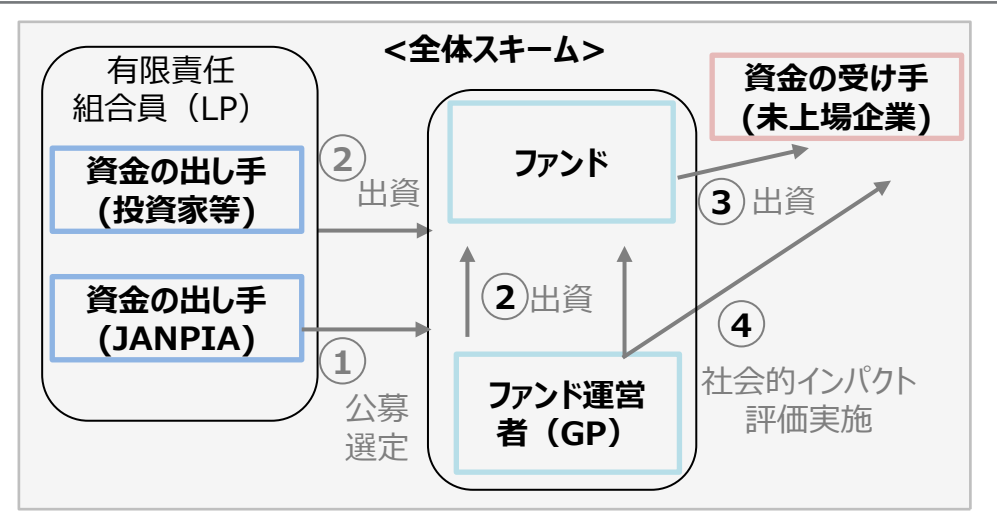 <全体スキーム>
有限責任
組合員（LP）
資金の出し手
(投資家等)
資金の出し手
(JANPIA)
②
出資
①
公募
選定
ファンド
②出資
ファンド運営
者（GP）
資金の受け手
(未上場企業)
③出資
④
社会的インパクト
評価実施